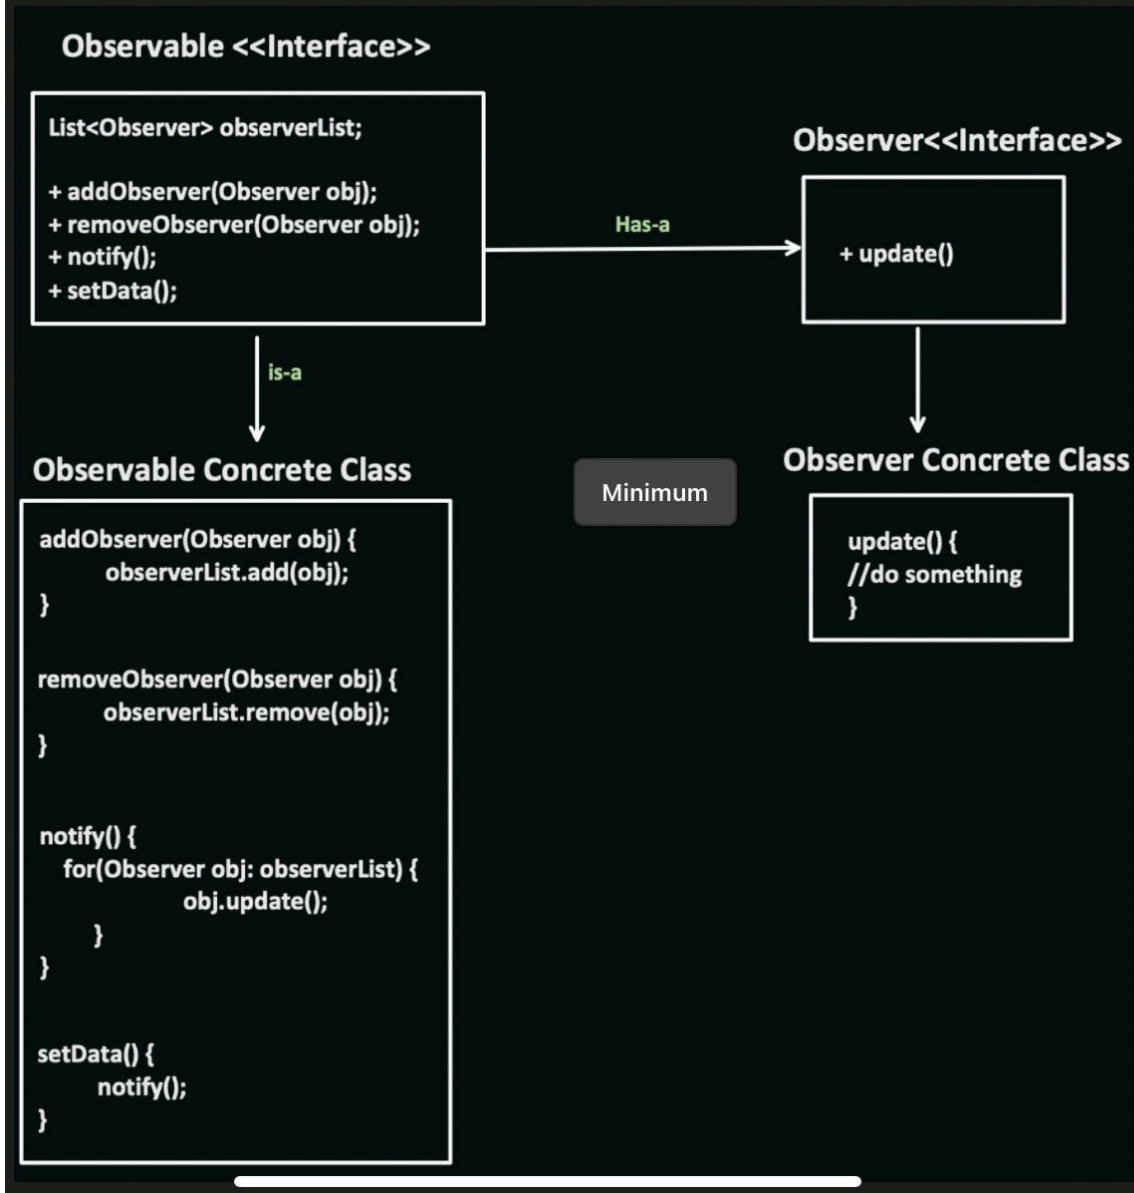 Observable <<Interface>>
List<Observer> observerList;
+ addObserver(Observer obj);
+ removeObserver(Observer obj);
+ notify();
+ setData();
Has-a
Observer<<Interface>>
+ update()
is-a
Observable Concrete Class
addObserver(Observer obj) {
observerList.add(obj);
}
removeObserver(Observer obj) {
observerList.remove(obj);
}
notify() {
for(Observer obj: observerList) {
obj.update();
}
}
setData() {
notify();
}
Minimum
Observer Concrete Class
update() {
//do something
}